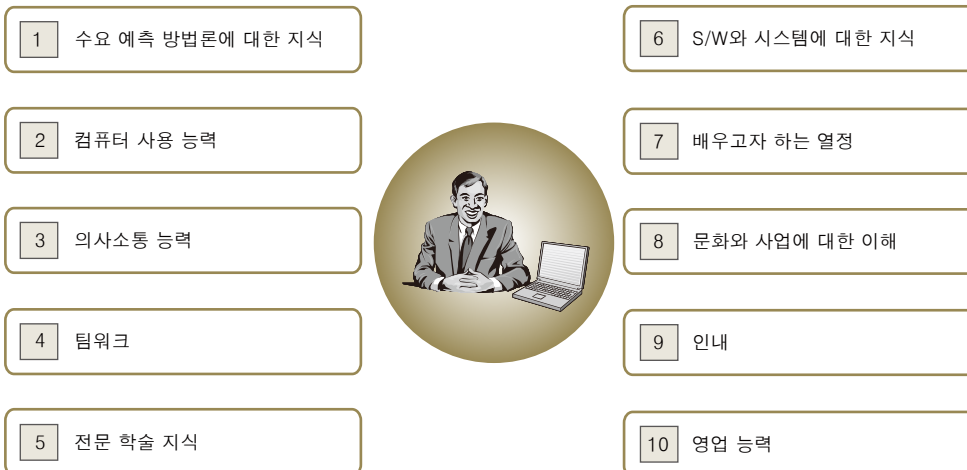 1 수요 예측 방법론에 대한 지식
2 컴퓨터 사용 능력
3 의사소통 능력
4 팀워크
5 전문 학술 지식
6 S/W와 시스템에 대한 지식
7 배우고자 하는 열정
8 문화와 사업에 대한 이해
9 인내
10 영업 능력